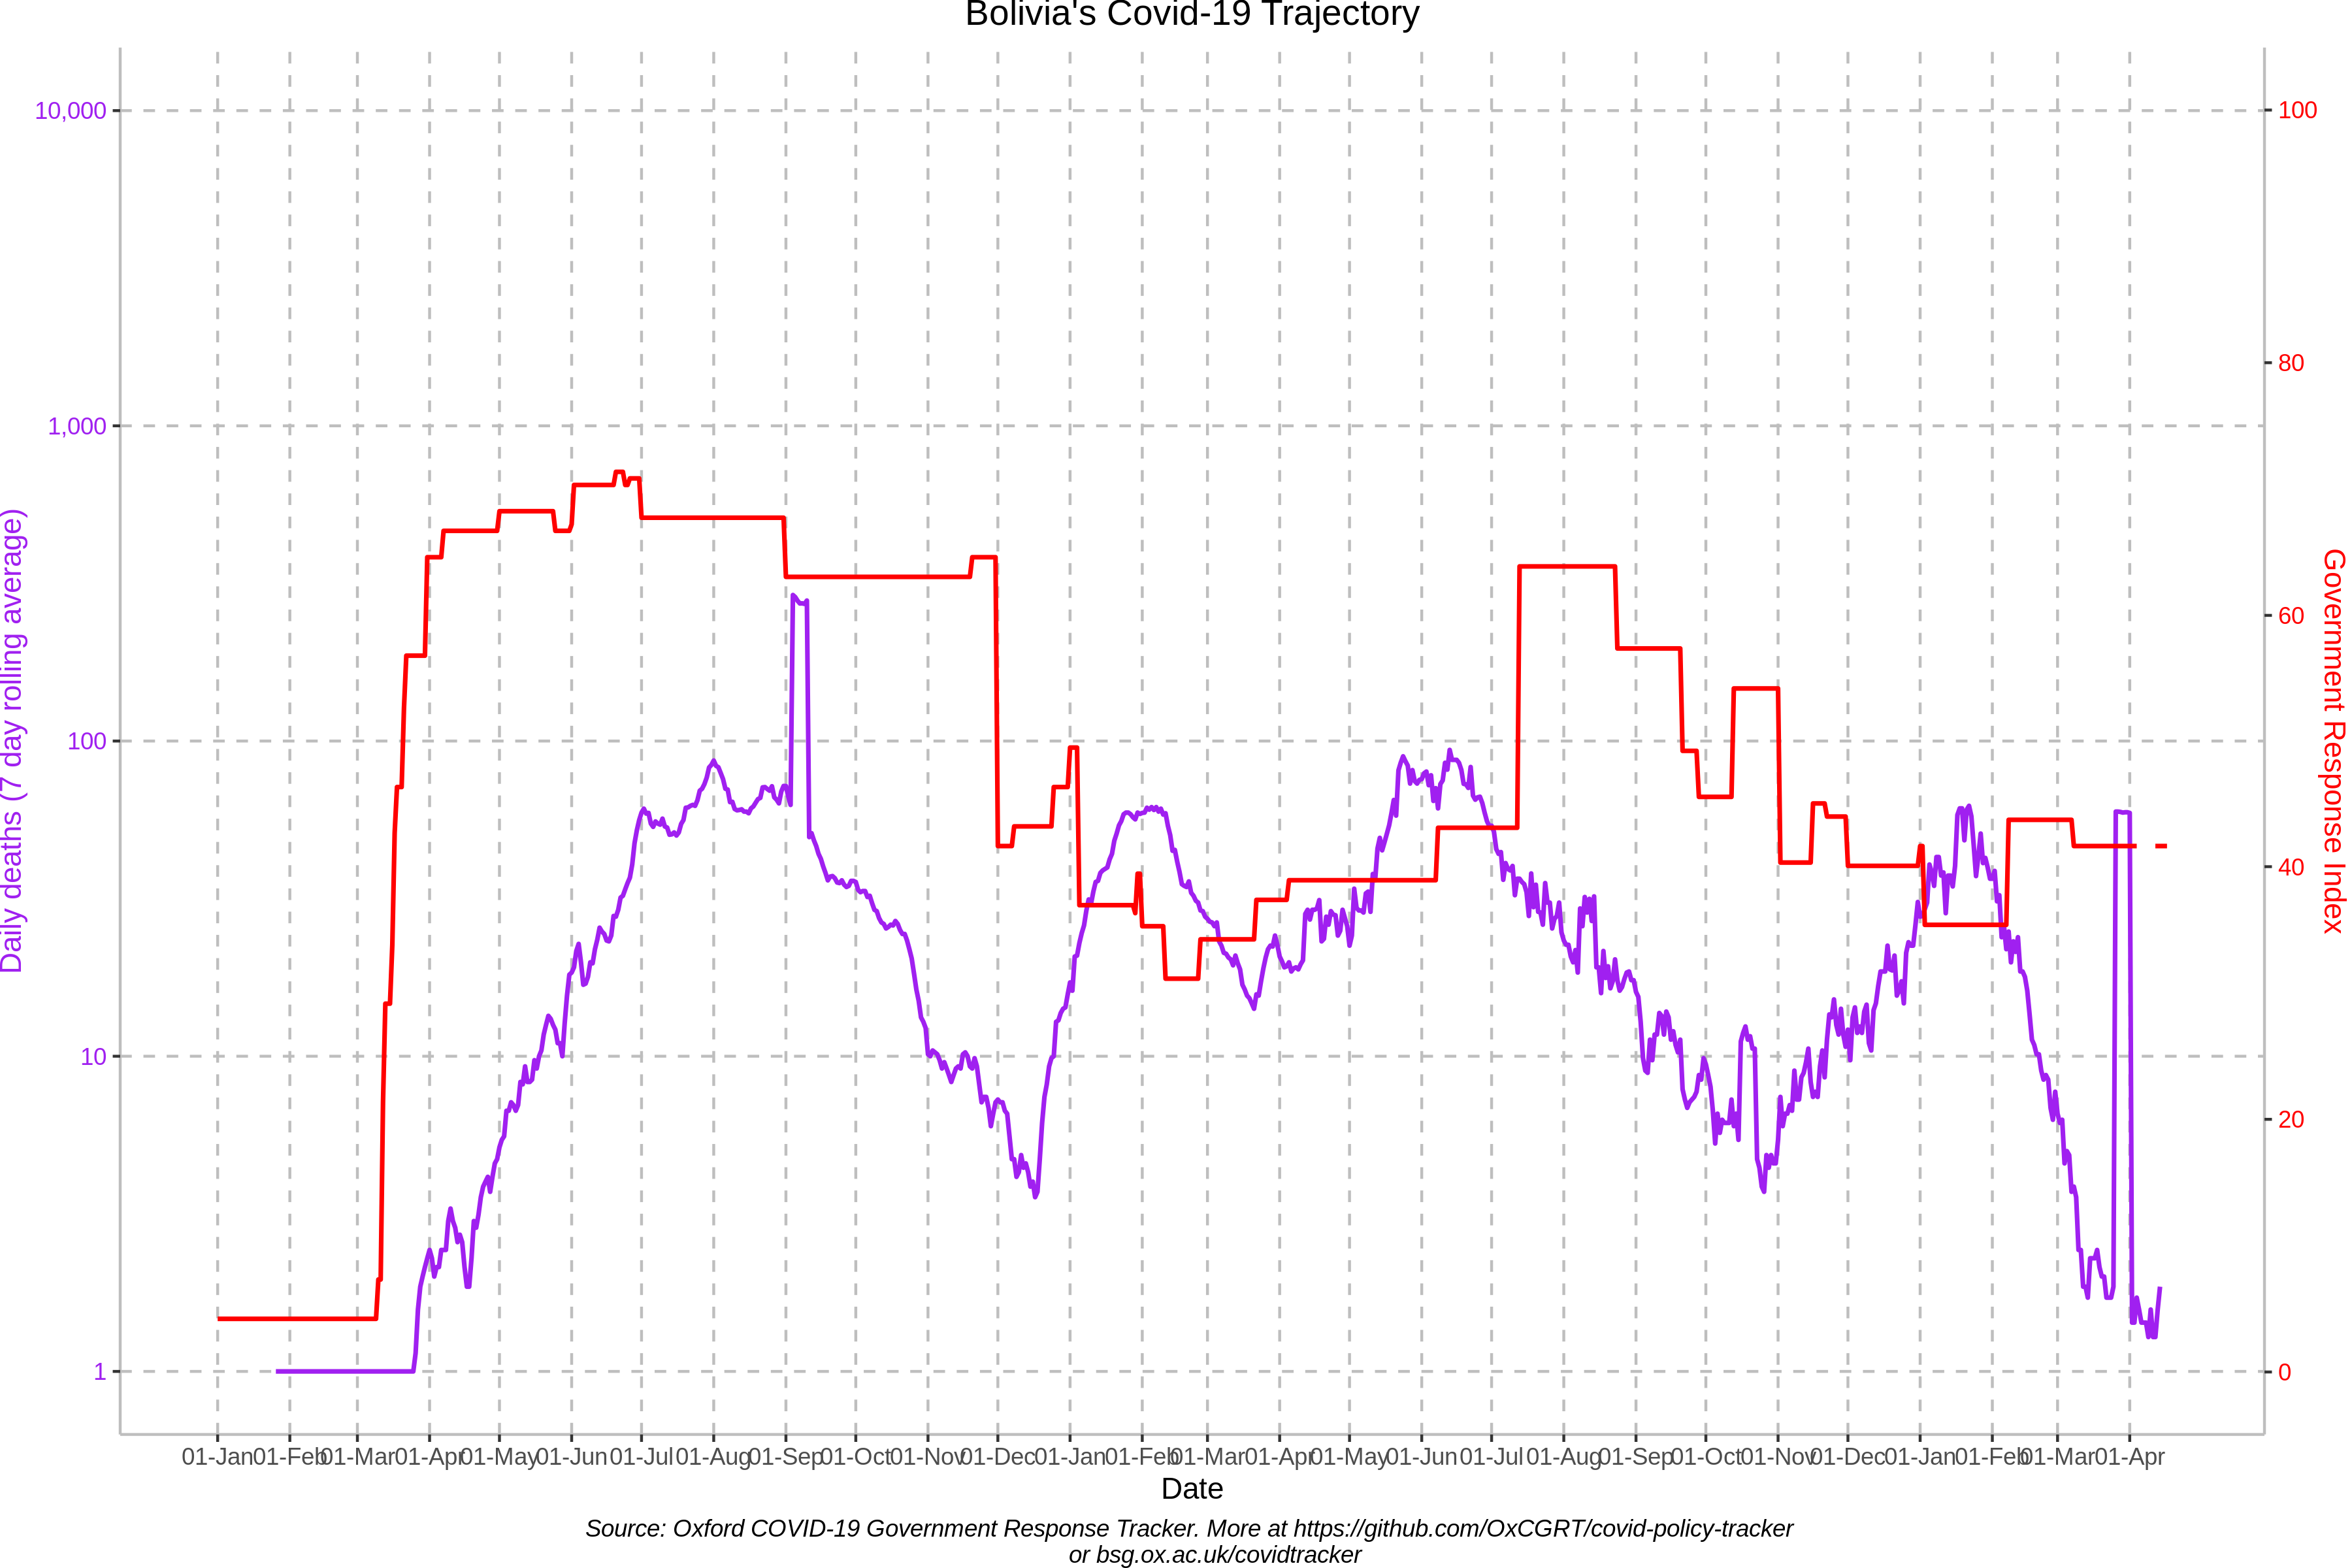 Bolivia's Covid-19 Trajectory
Daily deaths (7 day rolling average)
10,000
1,000
100
10
1
100
80
60
40
20
0
Government Response Index
01-Jan 01-Feb 01-Mar 01-Apr 01-May 01-Jun 01-Jul 01-Aug 01-Sep 01-Oct 01-Nov 01-Dec 01-Jan 01-Feb 01-Mar 01-Apr 01-May 01-Jun 01-Jul 01-Aug 01-Sep 01-Oct 01-Nov 01-Dec 01-Jan 01-Feb 01-Mar 01-Apr
Date
Source: Oxford COVID-19 Government Response Tracker. More at https://github.com/OxCGRT/covid-policy-tracker
or bsg.ox.ac.uk/covidtracker